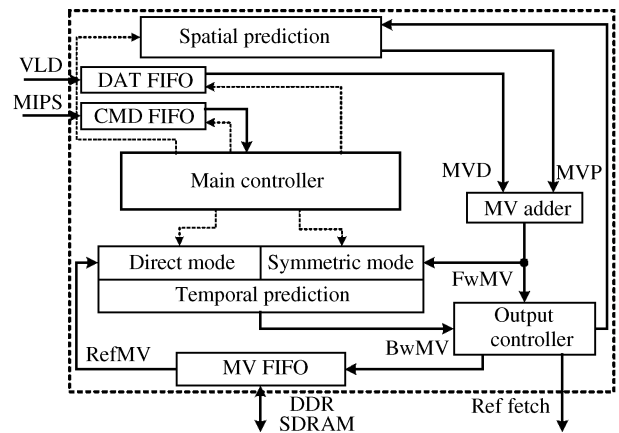 Spatial prediction
VLD
DAT FIFO
MIPS
CMD FIFO
Main controller
MVD
MVP
MV adder
Direct mode
Symmetric mode
FwMV
Temporal prediction
Output
controller
RefMV
BwMV
MV FIFO
DDR
SDRAM
Ref fetch